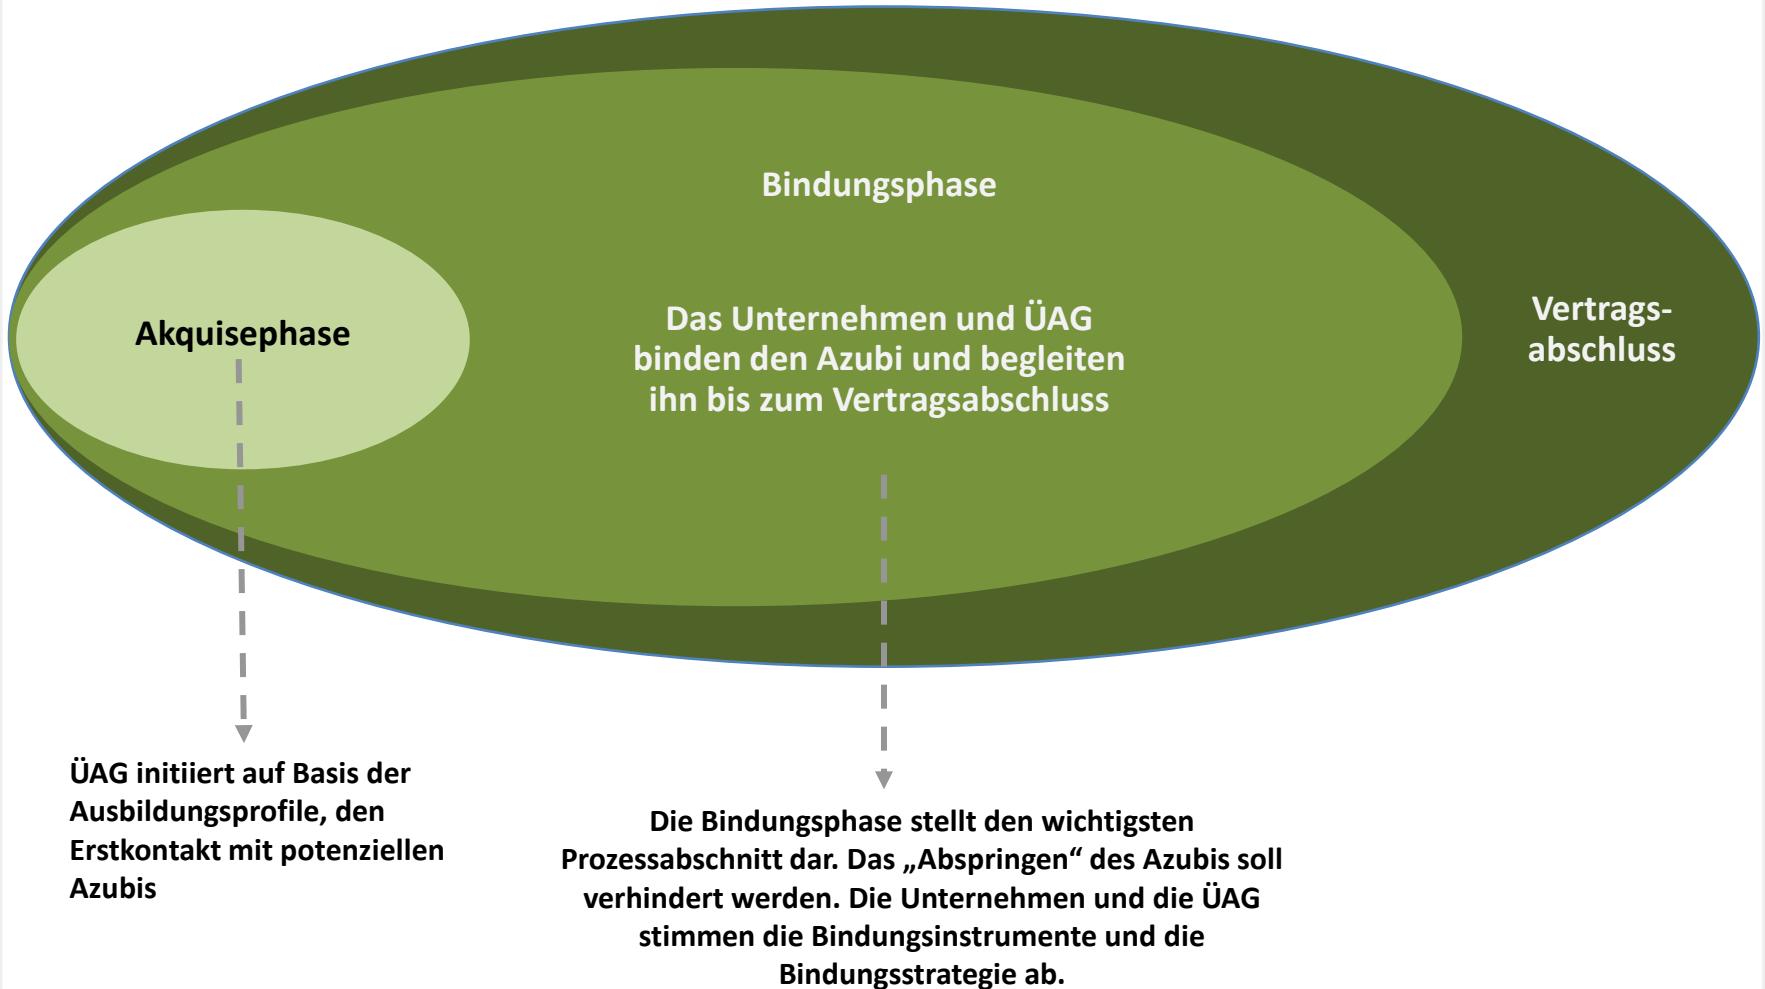 Bindungsphase
Akquisephase
Das Unternehmen und ÜAG
binden den Azubi und begleiten
ihn bis zum Vertragsabschluss
Vertrags-
abschluss
ÜAG initiiert auf Basis der
Ausbildungsprofile, den
Erstkontakt mit potenziellen
Azubis
Die Bindungsphase stellt den wichtigsten
Prozessabschnitt dar. Das „Abspringen“ des Azubis soll
verhindert werden. Die Unternehmen und die ÜAG
stimmen die Bindungsinstrumente und die
Bindungsstrategie ab.